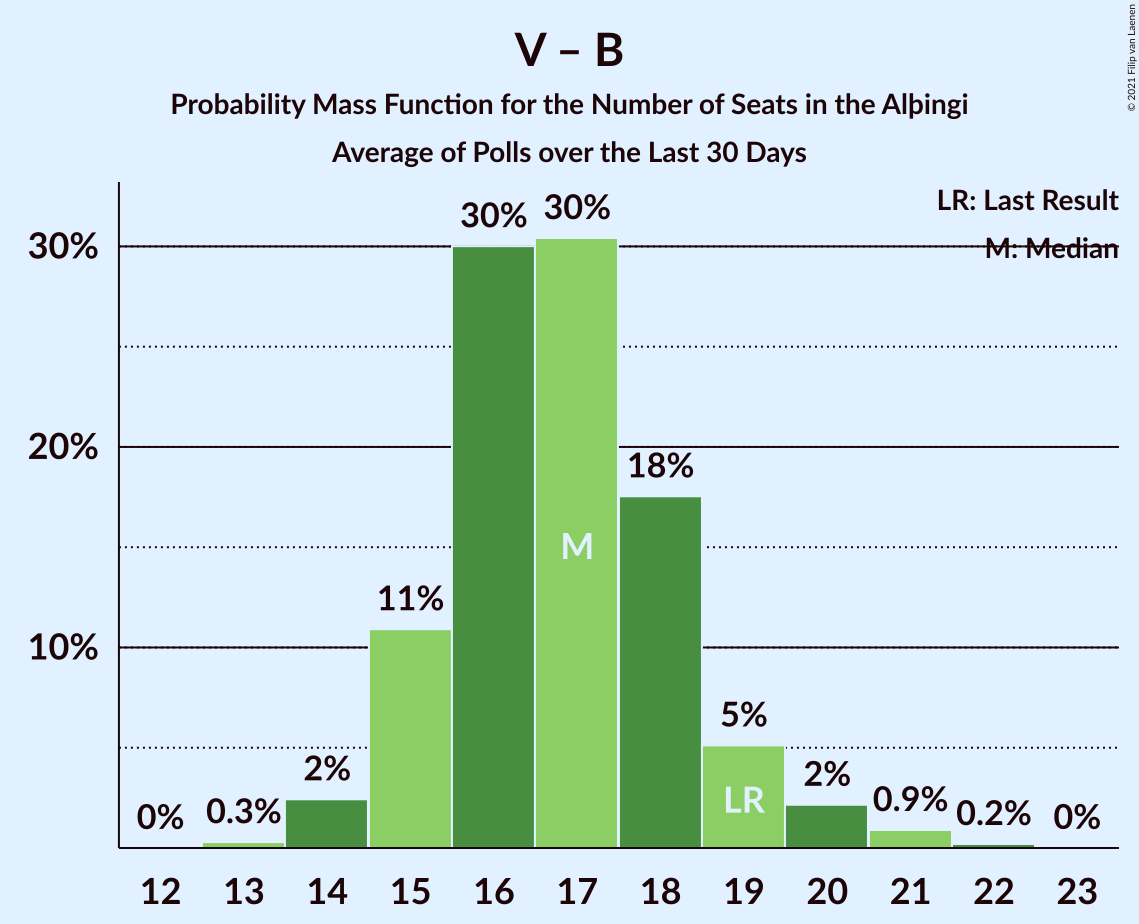 V – B
Probability Mass Function for the Number of Seats in the Alþingi
Average of Polls over the Last 30 Days
© 2021 Filip van Laenen
LR: Last Result
M: Median
30%
20%
10%
0%
0.3%
2%
11%
30%
30%
18%
5%
2%
0.9%
0.2%
0%
M
LR
12 13 14 15 16 17 18 19 20 21 22 23